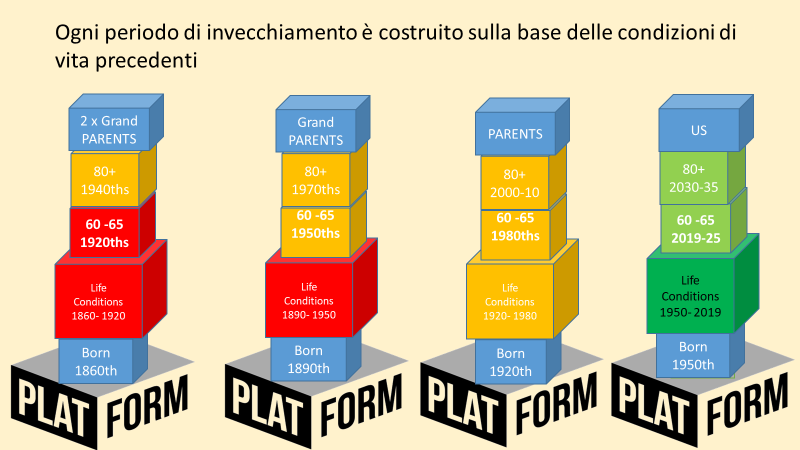 Ogni periodo di invecchiamento è costruito sulla base delle condizioni di
vita precedenti
2 x Grand
PARENTS
80+
1940ths
60 -65
1920ths
Life
Conditions
1860- 1920
Born
1860th
PLAT FORM
Grand
PARENTS
80+
1970ths
60 -65
1950ths
Life
Conditions
1890- 1950
Born
1890th
PLAT FORM
PARENTS
80+
2000-10
60 -65
1980ths
Life
Conditions
1920- 1980
Born
1920th
PLAT FORM
US
80+
2030-35
60 -65
2019-25
Life
Conditions
1950- 2019
Born
1950th
PLAT FORM